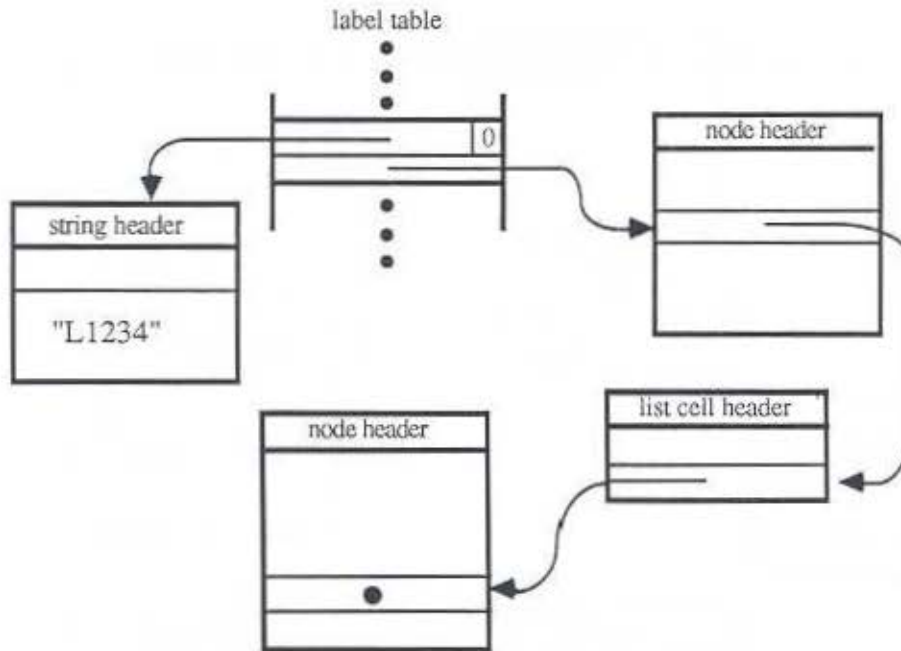 label table
0
node header
string header
"L1234"
list cell header
node header